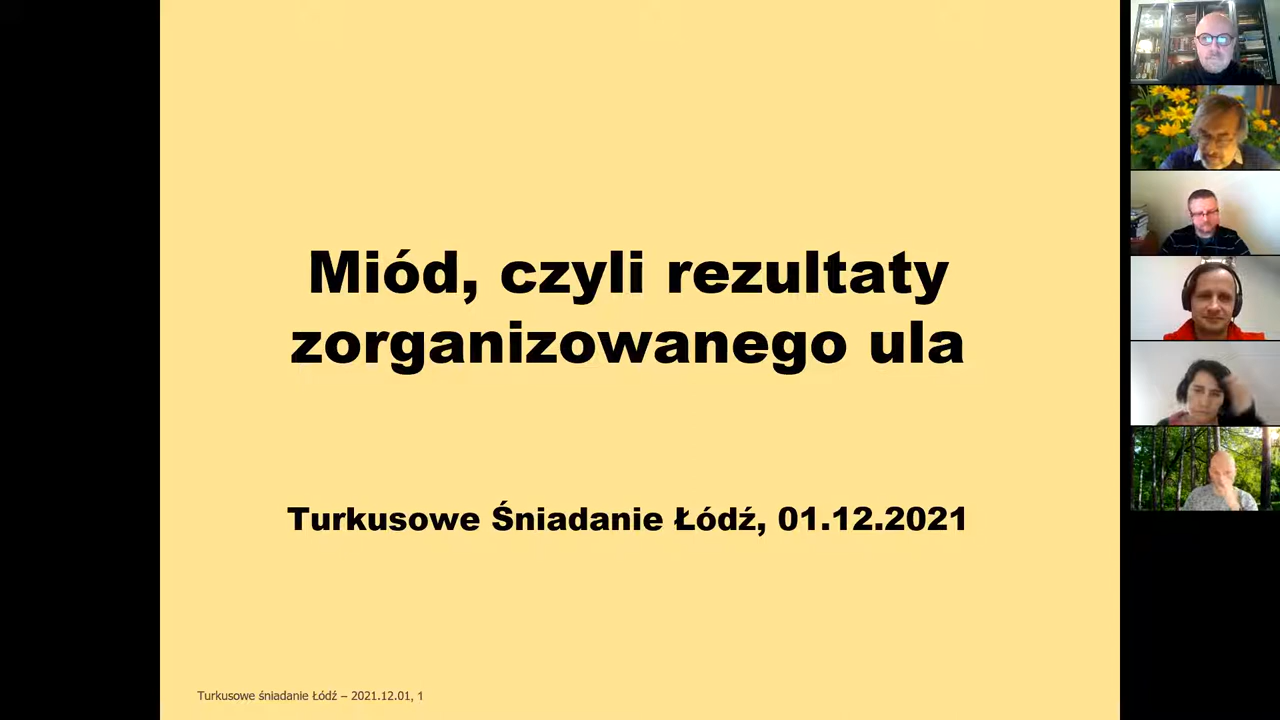 Miód, czyli rezultaty
zorganizowanego ula
Turkusowe Śniadanie Łódź, 01.12.2021
Turkusowe śniadanie Łódź – 2021.12.01, 1